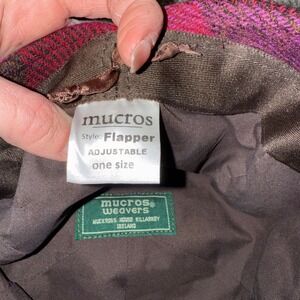 mucros
Style: Flapper
ADJUSTABLE
one size
mucros®
weavers
MUCKROSS HOUSE KILLARNEY
IRELAND